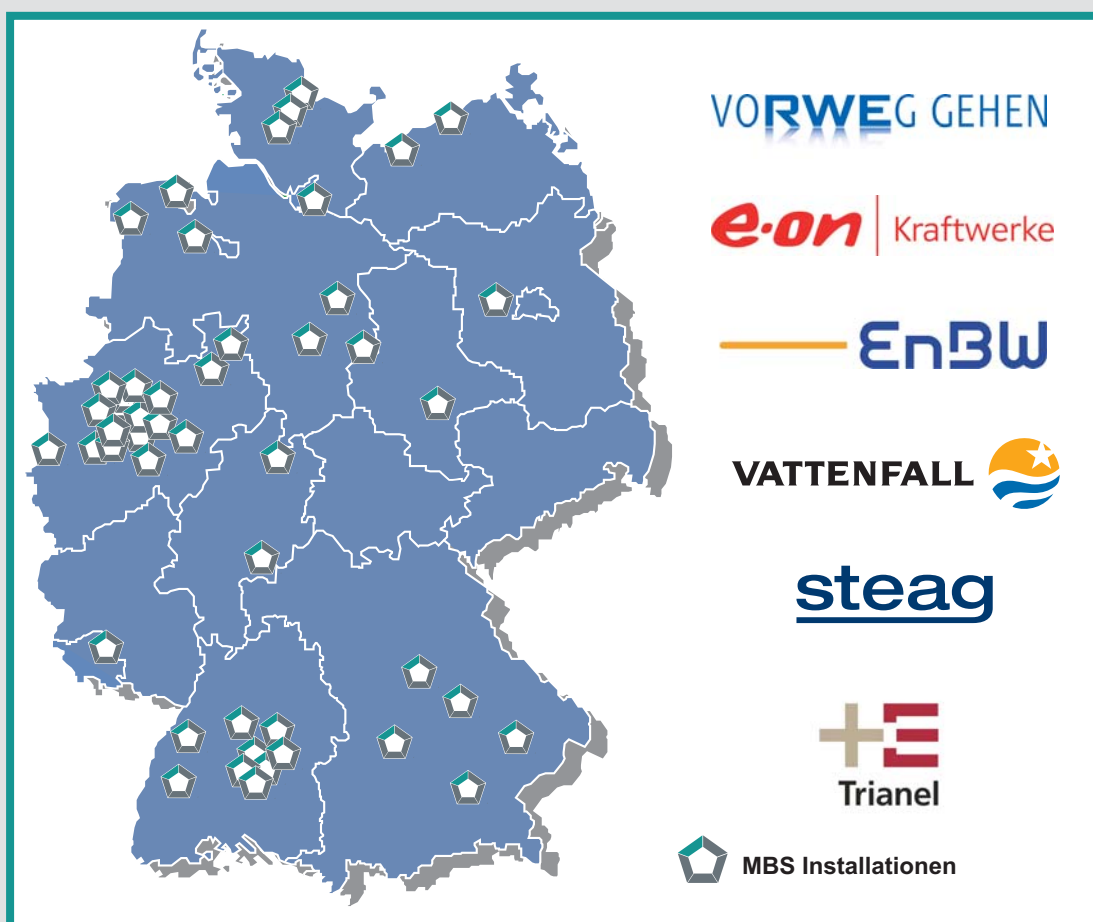 VORWEG GEHEN
e·on | Kraftwerke
EnBW
VATTENFALL
steag
Trianel
MBS Installationen